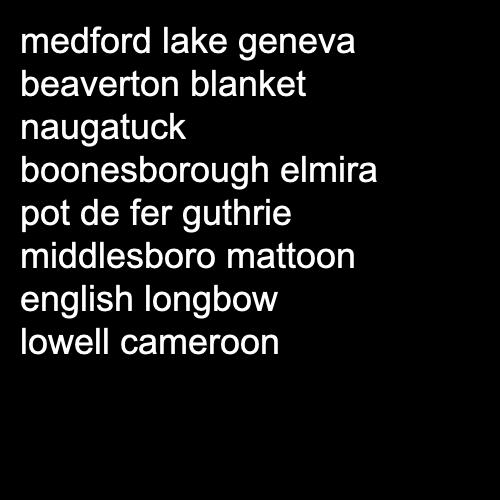 medford lake geneva
beaverton blanket
naugatuck
boonesborough elmira
pot de fer guthrie
middlesboro mattoon
english longbow
lowell cameroon